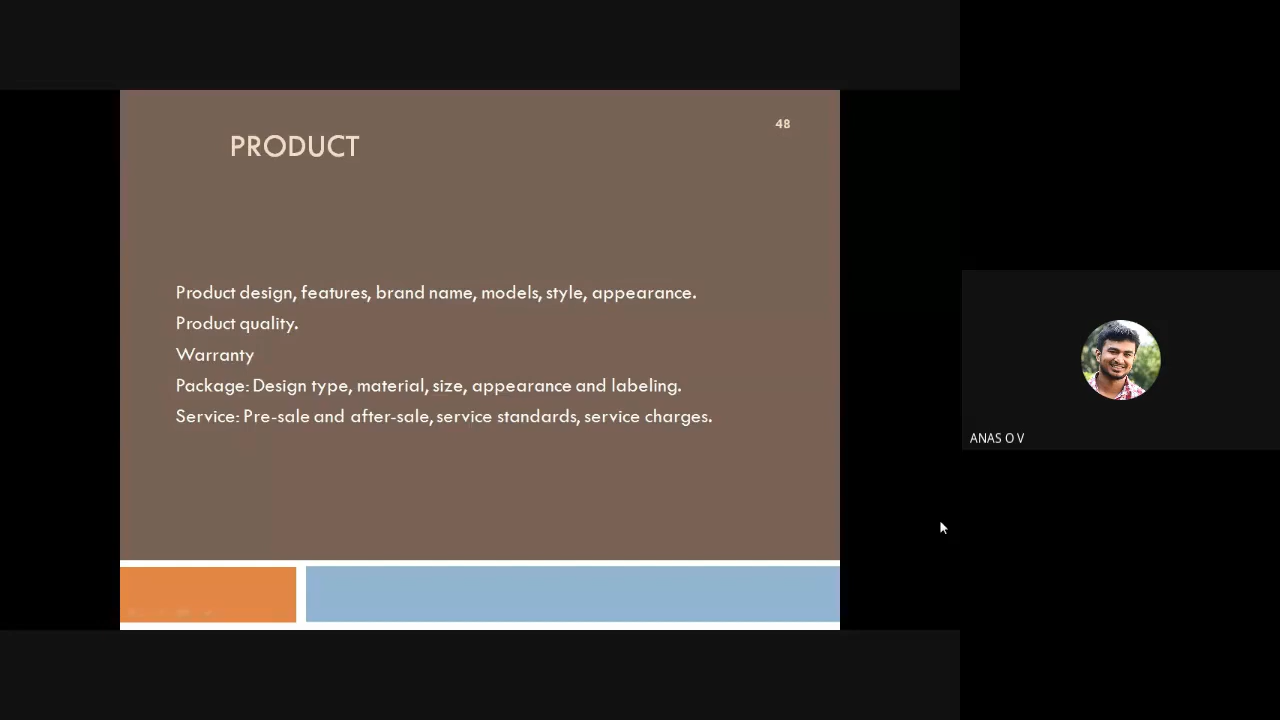 PRODUCT
48
Product design, features, brand name, models, style, appearance.
Product quality.
Warranty
Package: Design type, material, size, appearance and labeling.
Service: Pre-sale and after-sale, service standards, service charges.
ANAS O V